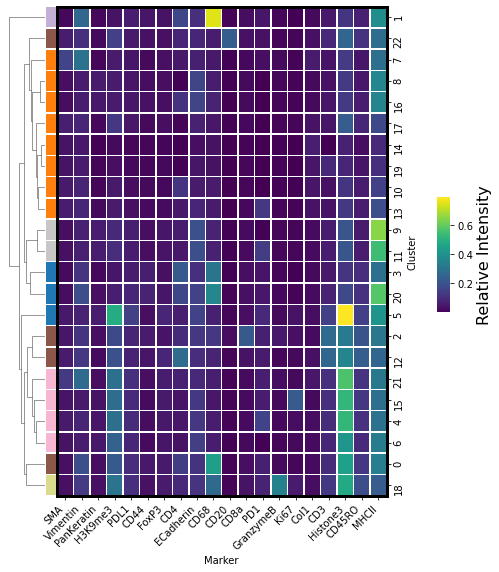 1
22
7
8
16
17
14
19
10
13
9
11
3
20
5
2
12
21
15
4
6
0
18
Cluster
0.6
0.4
0.2
Relative Intensity
SMA
Vimentin
PanKeratin
H3K9me3
PDL1
CD44
FoxP3
CD4
ECadherin
CD68
CD20
CD8a
PD1
GranzymeB
Ki67
Col1
CD3
Histone3
CD45RO
MHCII
Marker